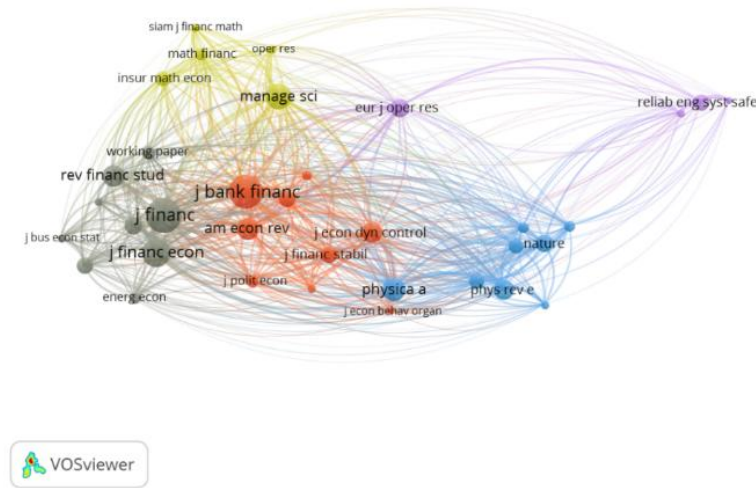 siam j financ math
math financ
oper res
insur math econ
manage sci
eur j oper res
reliab eng syst safe
working paper
rev financ stud
j bank financ
j financ
am econ rev
j econ dyn control
j bus econ stat
j financ econ
j financ stabil
nature
j polit econ
energ econ
physica a
phys rev e
j econ behav organ
VOSviewer